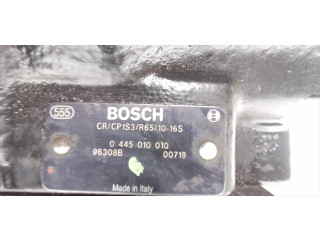 555 BOSCH
CR/CP1S3/R65/10-16S
0 445 010 010
96308B 00719
Made in Italy